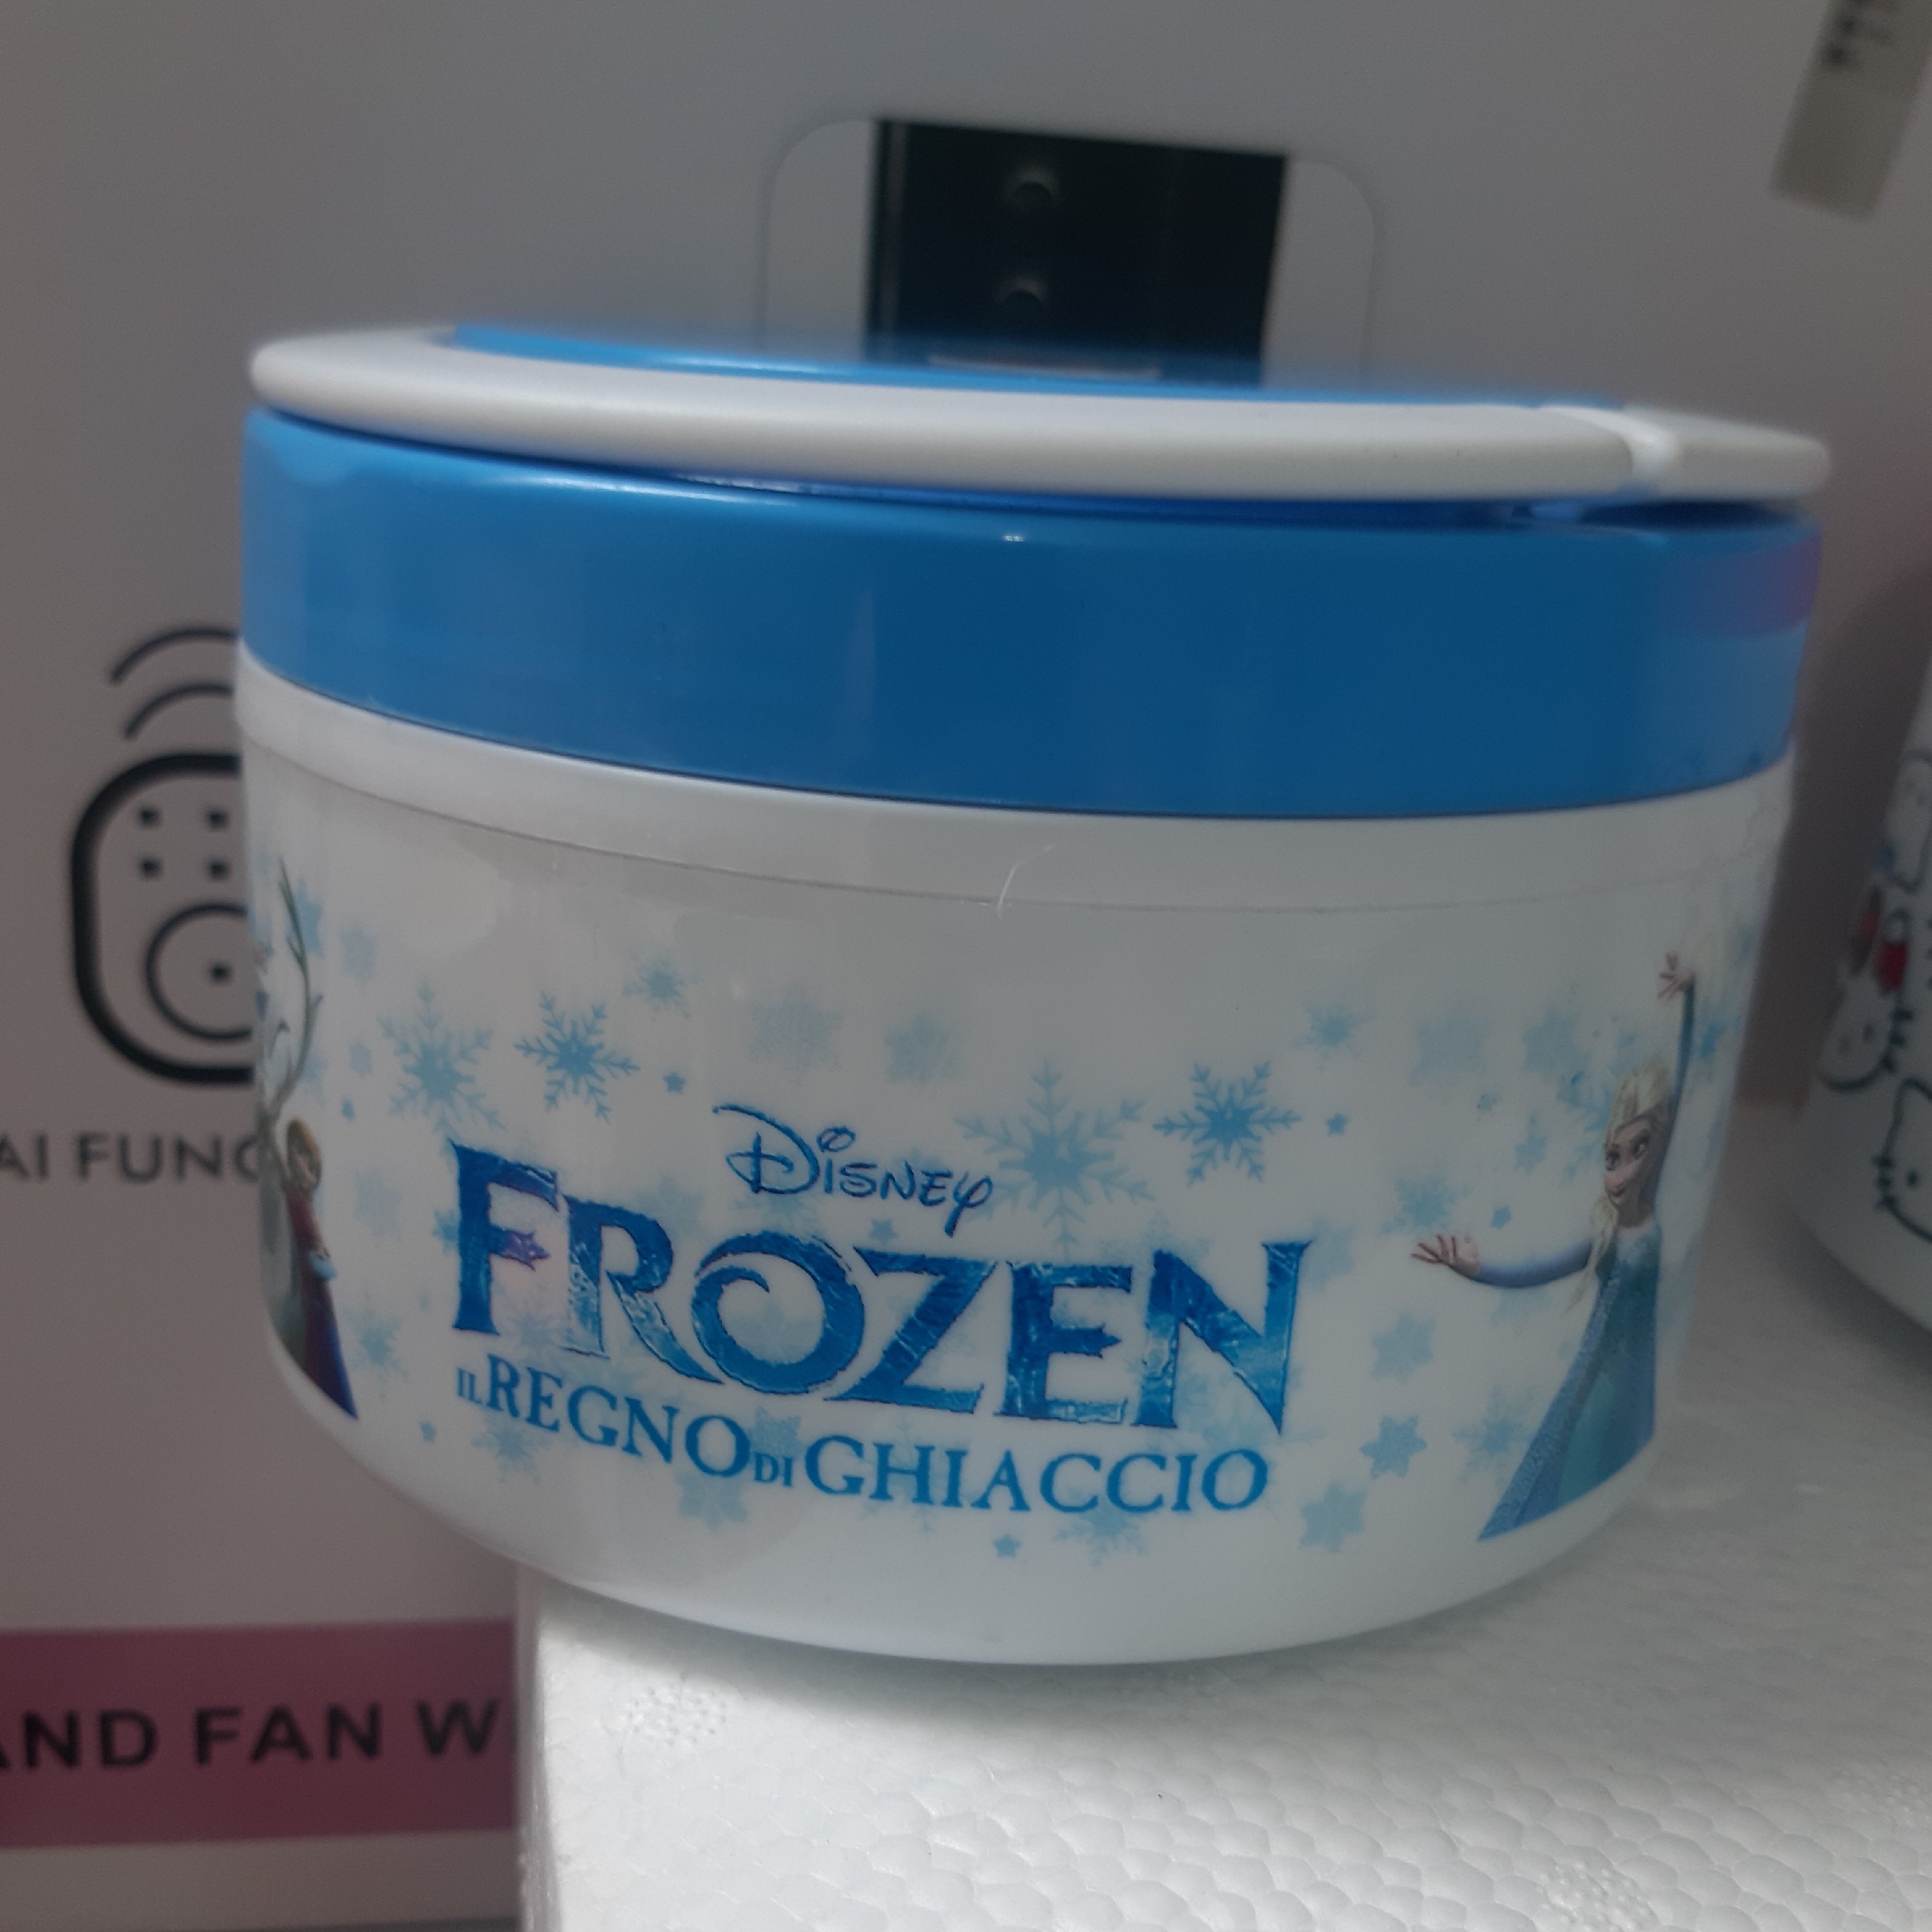 AI FUNC
DISNEY
FROZEN
IL REGNO DI GHIACCIO
AND FAN W